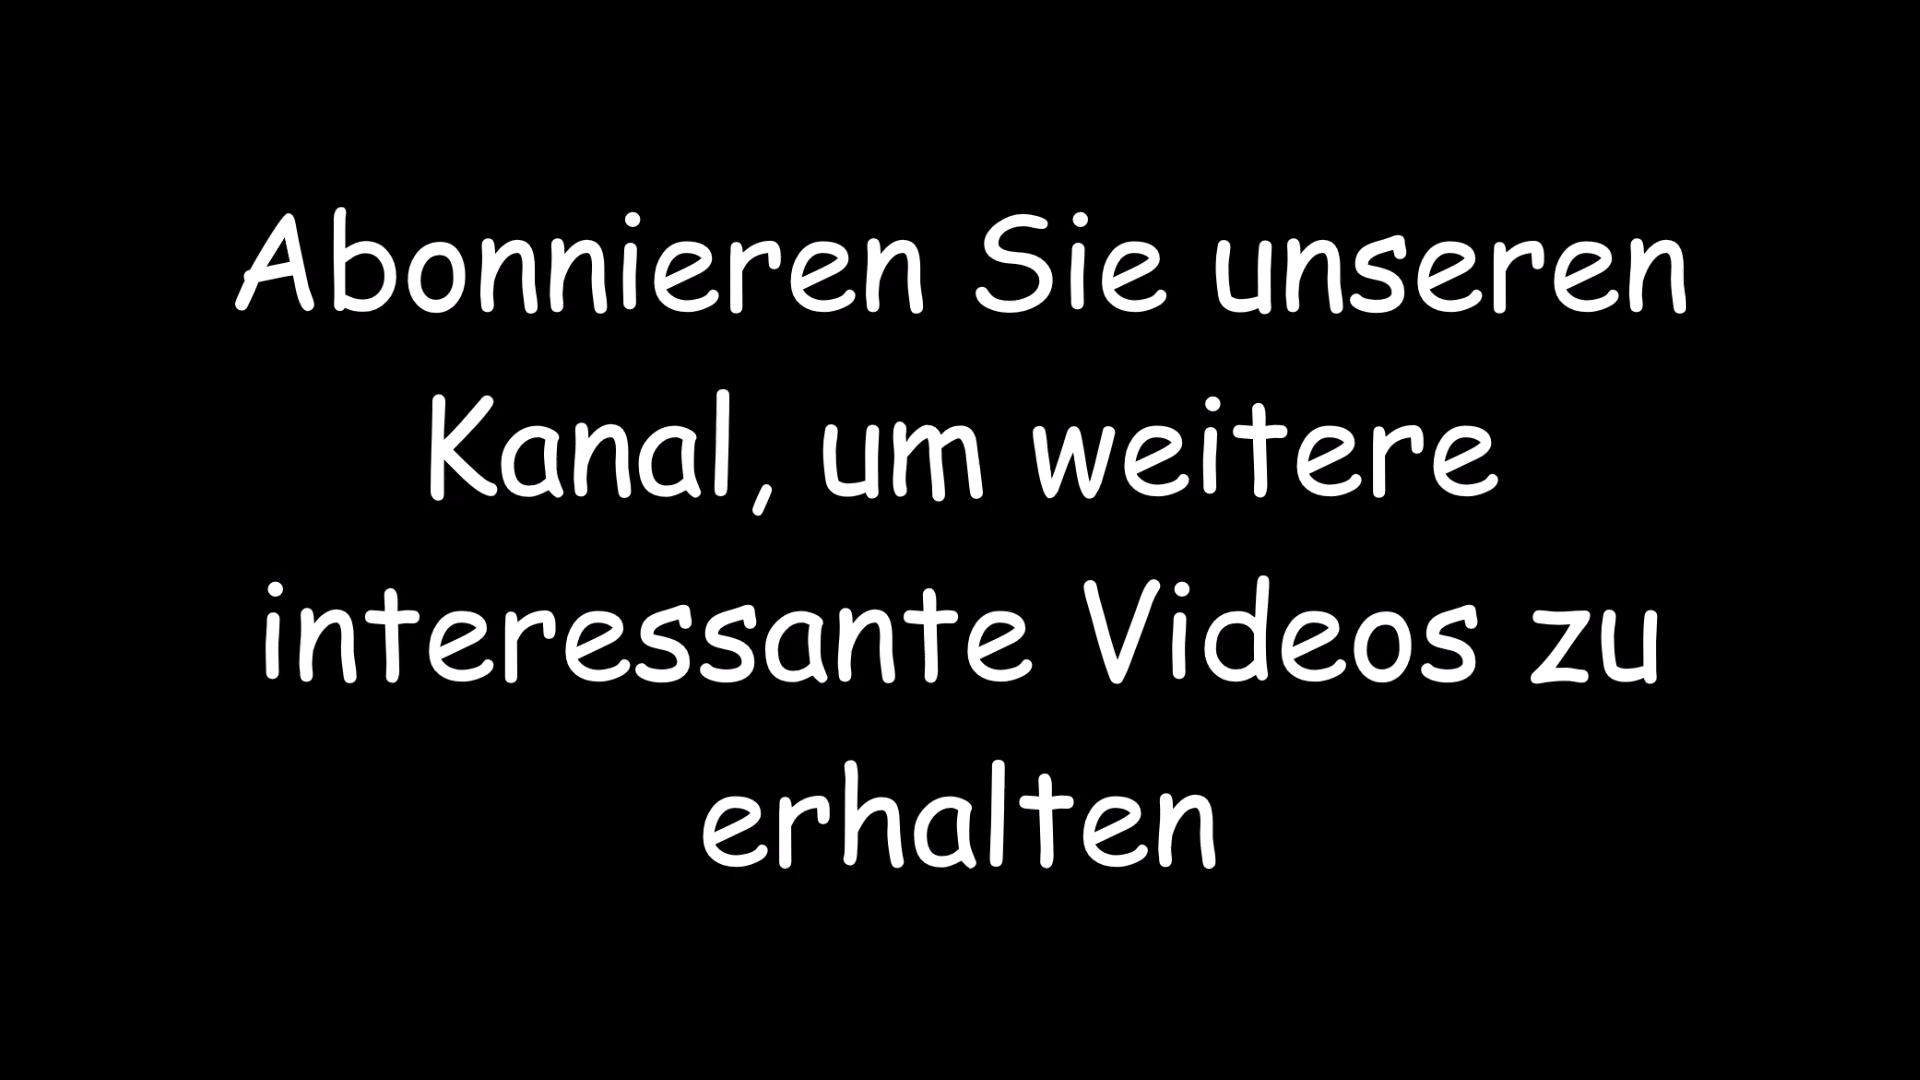 Abonnieren Sie unseren
Kanal, um weitere
interessante Videos zu
erhalten